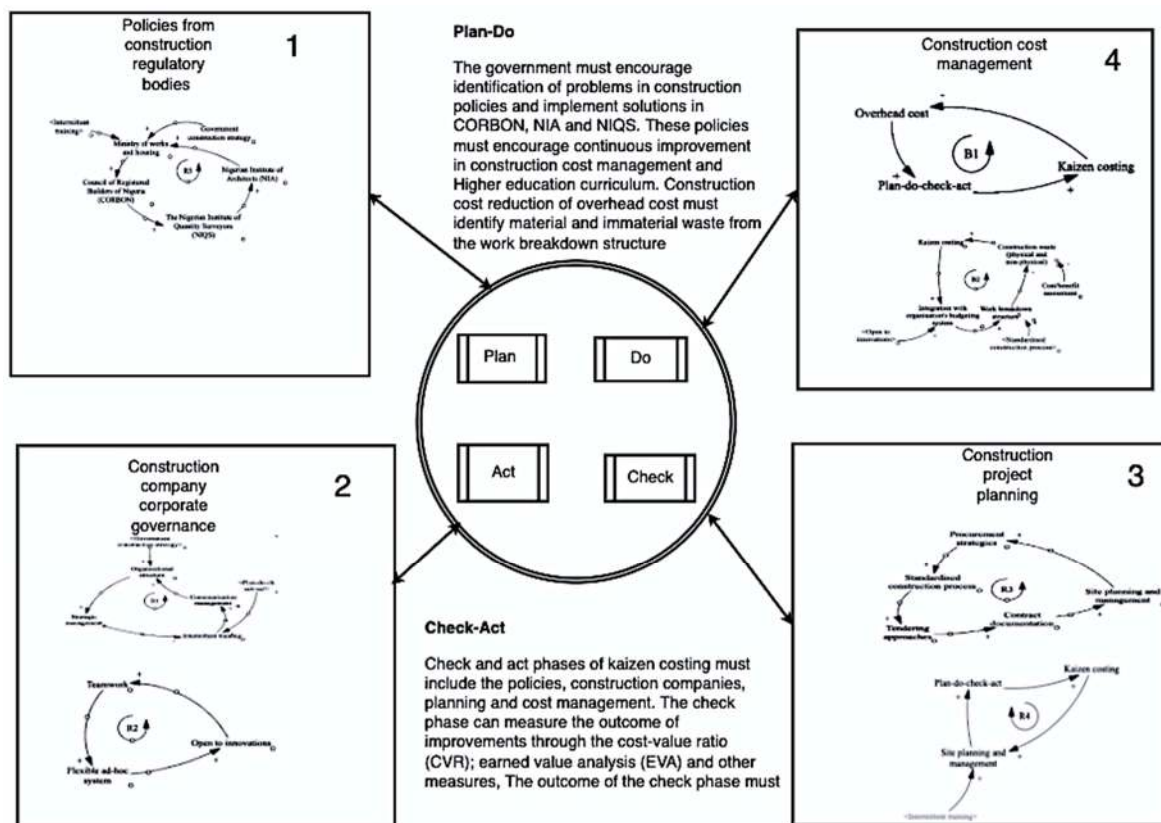 Policies from
construction
regulatory
bodies
1
<Intermittent
training>
Government
construction strategy
Ministry of works
and housing
R5
Nigerian Institute of
Architects (NIA)
Council of Registered
Builders of Nigeria
(CORBON)
The Nigerian Institute of
Quantity Surveyors
(NIQS)
Plan-Do
The government must encourage
identification of problems in construction
policies and implement solutions in
CORBON, NIA and NIQS. These policies
must encourage continuous improvement
in construction cost management and
Higher education curriculum. Construction
cost reduction of overhead cost must
identify material and immaterial waste from
the work breakdown structure
Construction cost
management
4
Overhead cost
B1
Kaizen costing
Plan-do-check-act
Kaizen costing
Construction waste
(physical and
non-physical)
B2
Cost/benefit
assessment
Integration with
organisation's budgeting
system
Work breakdown
structure
<Open to
innovations>
<Standardised
construction process>
Plan
Do
Act
Check
Construction
company
corporate
governance
2
Organisational
structure
Communication
management
R1
Strategic
management
Intermittent training
Teamwork
R2
Open to innovations
Flexible ad-hoc
system
Check-Act
Check and act phases of kaizen costing must
include the policies, construction companies,
planning and cost management. The check
phase can measure the outcome of
improvements through the cost-value ratio
(CVR); earned value analysis (EVA) and other
measures, The outcome of the check phase must
Construction
project
planning
3
Procurement
strategies
Standardised
construction process
R3
Site planning and
management
Contract
documentation
Tendering
approaches
Kaizen costing
Plan-do-check-act
R4
Site planning and
management
<Intermittent training>